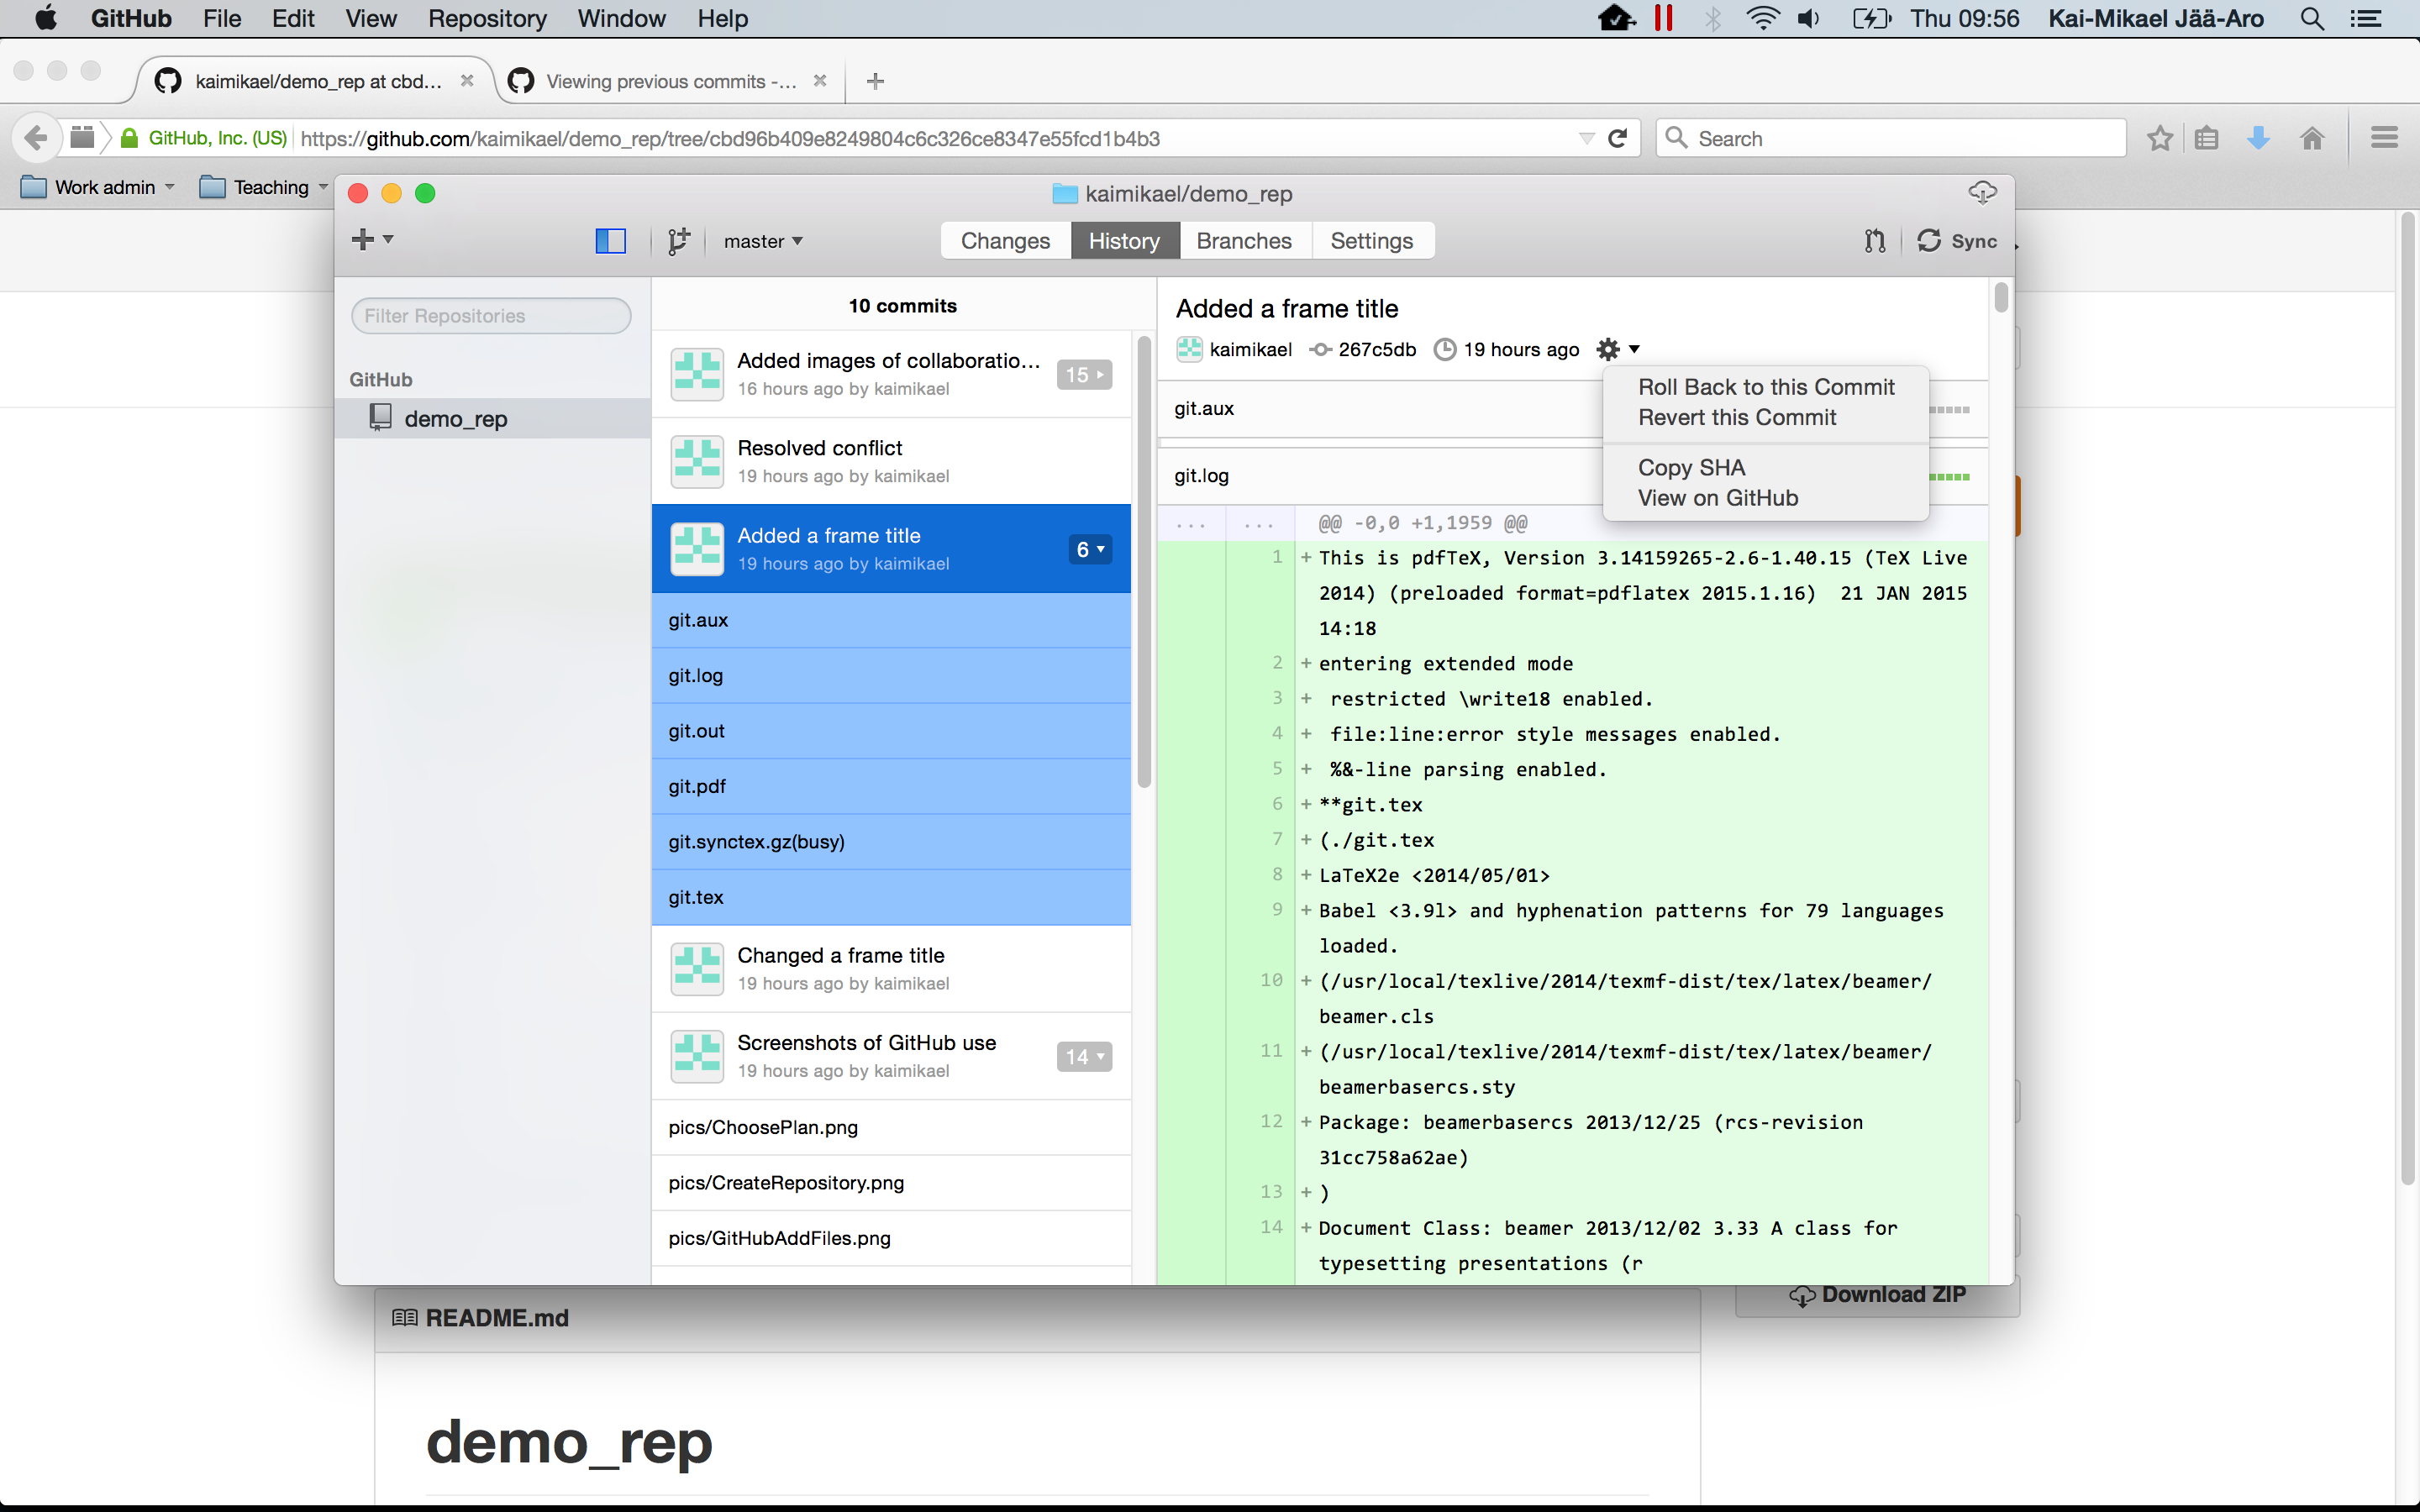 GitHub File Edit View Repository Window Help Thu 09:56 Kai-Mikael Jää-Aro
kaimikael/demo_rep at cbd... Viewing previous commits -...
GitHub, Inc. (US) https://github.com/kaimikael/demo_rep/tree/cbd96b409e8249804c6c326ce8347e55fcd1b4b3 Search
Work admin Teaching
kaimikael/demo_rep
master Changes History Branches Settings Sync
Filter Repositories
GitHub
demo_rep
10 commits
Added images of collaboratio... 15
16 hours ago by kaimikael
Resolved conflict
19 hours ago by kaimikael
Added a frame title 6
19 hours ago by kaimikael
git.aux
git.log
git.out
git.pdf
git.synctex.gz(busy)
git.tex
Changed a frame title
19 hours ago by kaimikael
Screenshots of GitHub use 14
19 hours ago by kaimikael
pics/ChoosePlan.png
pics/CreateRepository.png
pics/GitHubAddFiles.png
Added a frame title
kaimikael 267c5db 19 hours ago
Roll Back to this Commit
Revert this Commit
Copy SHA
View on GitHub
git.aux
git.log
... ... @@ -0,0 +1,1959 @@
1 +This is pdfTeX, Version 3.14159265-2.6-1.40.15 (TeX Live
2014) (preloaded format=pdflatex 2015.1.16)  21 JAN 2015
14:18
2 +entering extended mode
3 + restricted \write18 enabled.
4 + file:line:error style messages enabled.
5 + %&-line parsing enabled.
6 +**git.tex
7 +(./git.tex
8 +LaTeX2e <2014/05/01>
9 +Babel <3.9l> and hyphenation patterns for 79 languages
loaded.
10 +(/usr/local/texlive/2014/texmf-dist/tex/latex/beamer/
beamer.cls
11 +(/usr/local/texlive/2014/texmf-dist/tex/latex/beamer/
beamerbasercs.sty
12 +Package: beamerbasercs 2013/12/25 (rcs-revision
31cc758a62ae)
13 +)
14 +Document Class: beamer 2013/12/02 3.33 A class for
typesetting presentations (r
Download ZIP
README.md
demo_rep